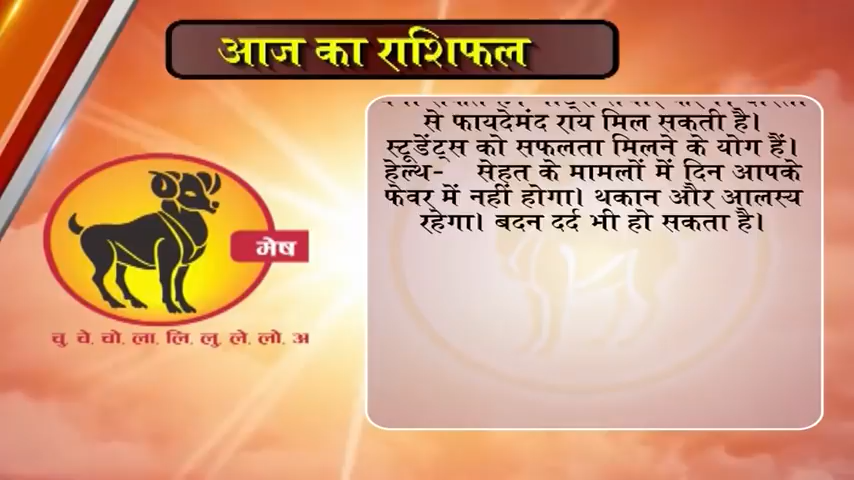 आज का राशिफल
से फायदेमंद राय मिल सकती है।
स्टूडेंट्स को सफलता मिलने के योग हैं।
हेल्थ- सेहत के मामलों में दिन आपके
फेवर में नहीं होगा। थकान और आलस्य
रहेगा। बदन दर्द भी हो सकता है।
मेष
चु, चे, चो, ला, लि, लु, ले, लो, अ